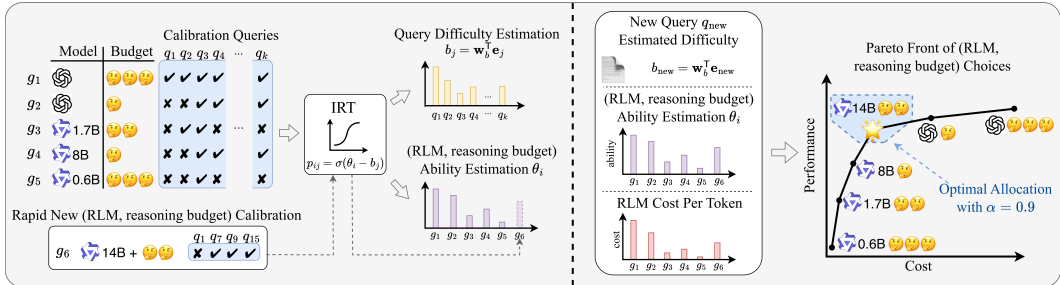 Calibration Queries
Model Budget q1 q2 q3 q4 ... qk
g1 ✔ ✔ ✔ ✔ ✔
g2 ✘ ✘ ✔ ✔ ✔
g3 1.7B ✘ ✔ ✘ ✔ ... ✘
g4 8B ✘ ✘ ✔ ✔ ✔
g5 0.6B ✘ ✘ ✘ ✔ ✘
Rapid New (RLM, reasoning budget) Calibration
q1 q7 q9 q15
g6 14B + ✘ ✔ ✔ ✔
IRT
pij = σ(θi − bj)
Query Difficulty Estimation
bj = wb⊤ej
q1 q2 q3 q4 ... qk
(RLM, reasoning budget)
Ability Estimation θi
g1 g2 g3 g4 g5 g6
New Query qnew
Estimated Difficulty
bnew = wb⊤enew
(RLM, reasoning budget)
Ability Estimation θi
ability
g1 g2 g3 g4 g5 g6
RLM Cost Per Token
cost
g1 g2 g3 g4 g5 g6
Pareto Front of (RLM,
reasoning budget) Choices
Performance
14B
8B
1.7B
0.6B
Optimal Allocation
with α = 0.9
Cost